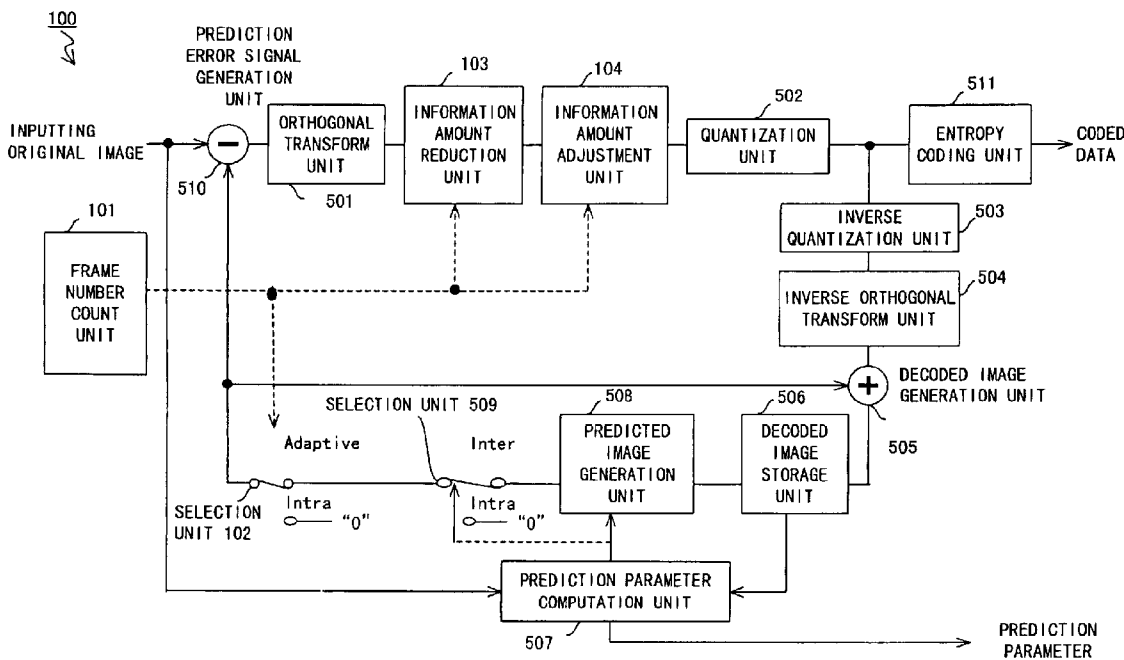 100
PREDICTION
ERROR SIGNAL
GENERATION
UNIT
103
104
502
511
INPUTTING
ORIGINAL IMAGE
−
510
ORTHOGONAL
TRANSFORM
UNIT
501
INFORMATION
AMOUNT
REDUCTION
UNIT
INFORMATION
AMOUNT
ADJUSTMENT
UNIT
QUANTIZATION
UNIT
ENTROPY
CODING UNIT
CODED
DATA
101
FRAME
NUMBER
COUNT
UNIT
INVERSE
QUANTIZATION UNIT
503
504
INVERSE ORTHOGONAL
TRANSFORM UNIT
+
DECODED IMAGE
GENERATION UNIT
505
SELECTION UNIT 509
508
506
Adaptive
Inter
PREDICTED
IMAGE
GENERATION
UNIT
DECODED
IMAGE
STORAGE
UNIT
SELECTION
UNIT 102
Intra
"0"
Intra
"0"
PREDICTION PARAMETER
COMPUTATION UNIT
507
PREDICTION
PARAMETER